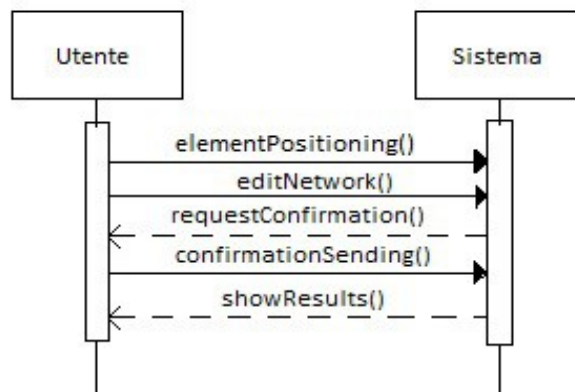 Utente
Sistema
elementPositioning()
editNetwork()
requestConfirmation()
confirmationSending()
showResults()